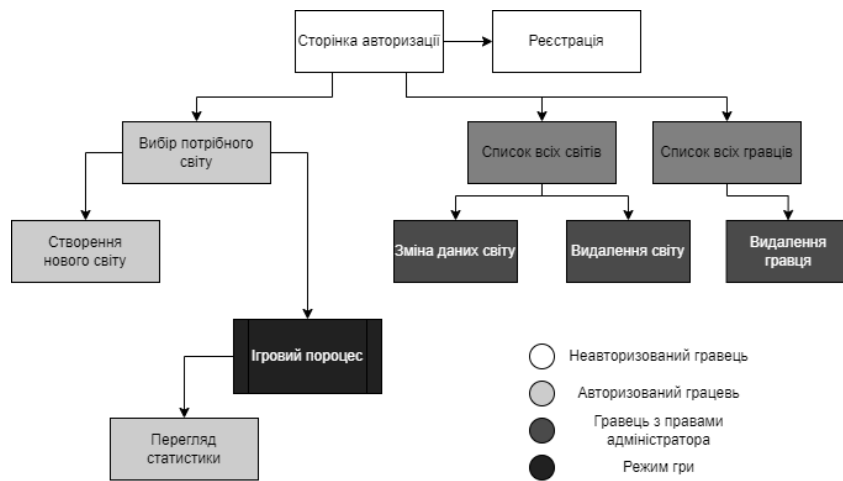 Сторінка авторизації
Реєстрація
Вибір потрібного
світу
Список всіх світів
Список всіх гравців
Створення
нового світу
Зміна даних світу
Видалення світу
Видалення
гравця
Ігровий пороцес
Перегляд
статистики
Неавторизований гравець
Авторизований грацевь
Гравець з правами
адміністратора
Режим гри